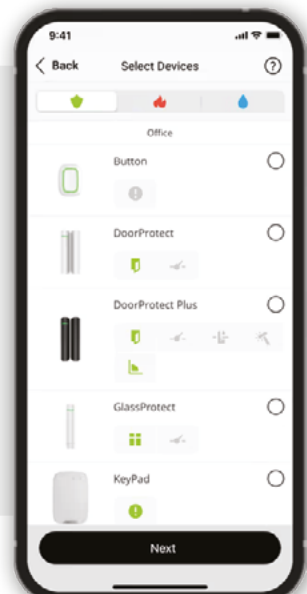 9:41
Back Select Devices ?
Office
Button
DoorProtect
DoorProtect Plus
GlassProtect
KeyPad
Next